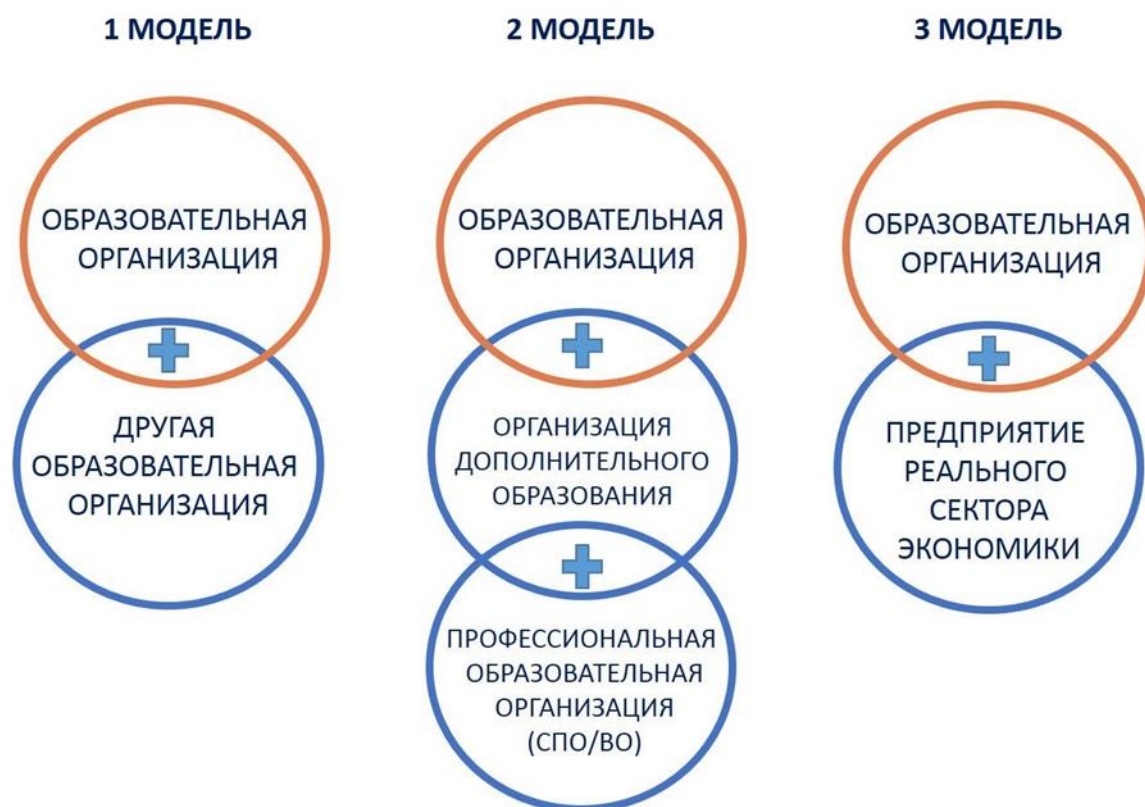 1 МОДЕЛЬ
ОБРАЗОВАТЕЛЬНАЯ
ОРГАНИЗАЦИЯ
ДРУГАЯ
ОБРАЗОВАТЕЛЬНАЯ
ОРГАНИЗАЦИЯ
2 МОДЕЛЬ
ОБРАЗОВАТЕЛЬНАЯ
ОРГАНИЗАЦИЯ
ОРГАНИЗАЦИЯ
ДОПОЛНИТЕЛЬНОГО
ОБРАЗОВАНИЯ
ПРОФЕССИОНАЛЬНАЯ
ОБРАЗОВАТЕЛЬНАЯ
ОРГАНИЗАЦИЯ
(СПО/ВО)
3 МОДЕЛЬ
ОБРАЗОВАТЕЛЬНАЯ
ОРГАНИЗАЦИЯ
ПРЕДПРИЯТИЕ
РЕАЛЬНОГО
СЕКТОРА
ЭКОНОМИКИ